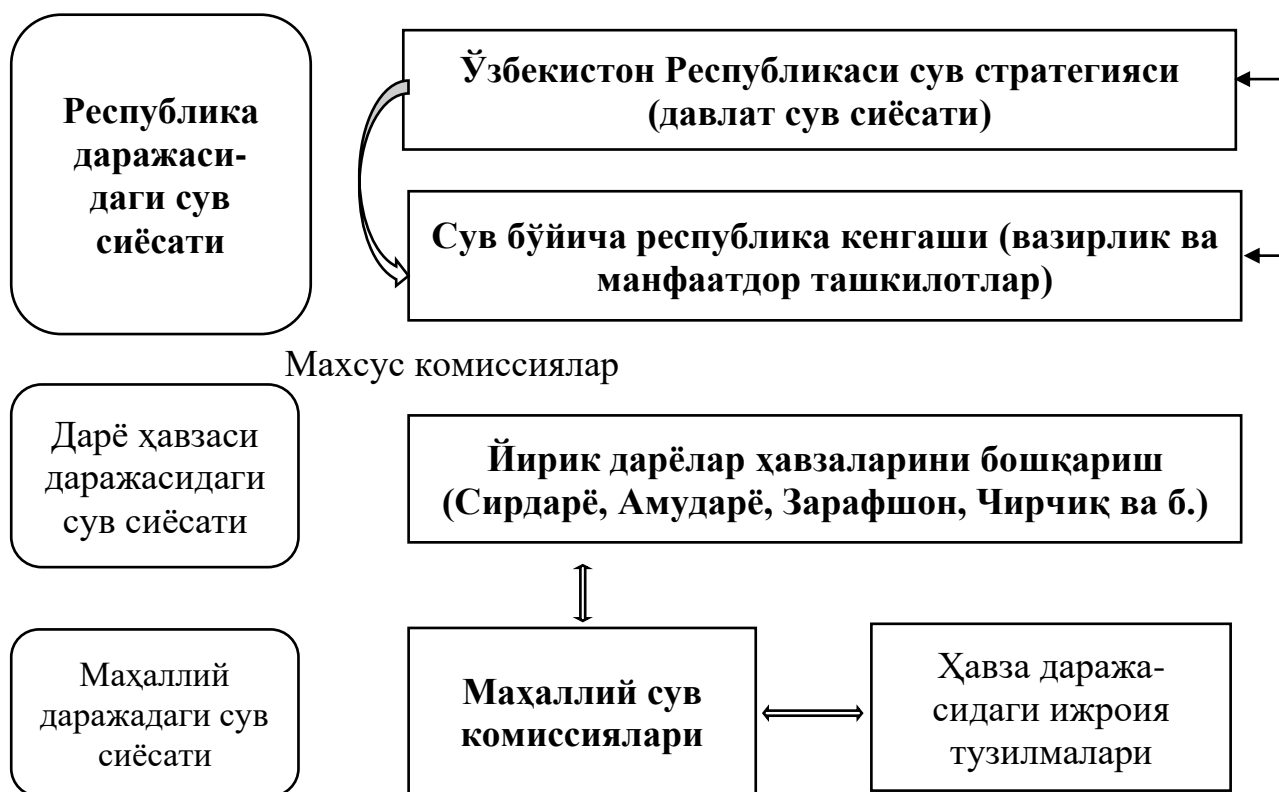 Республика
даражаси-
даги сув
сиёсати
Ўзбекистон Республикаси сув стратегияси
(давлат сув сиёсати)
Сув бўйича республика кенгаши (вазирлик ва
манфаатдор ташкилотлар)
Махсус комиссиялар
Дарё ҳавзаси
даражасидаги
сув сиёсати
Йирик дарёлар ҳавзаларини бошқариш
(Сирдарё, Амударё, Зарафшон, Чирчиқ ва б.)
Маҳаллий
даражадаги сув
сиёсати
Маҳаллий сув
комиссиялари
Ҳавза даража-
сидаги ижроия
тузилмалари